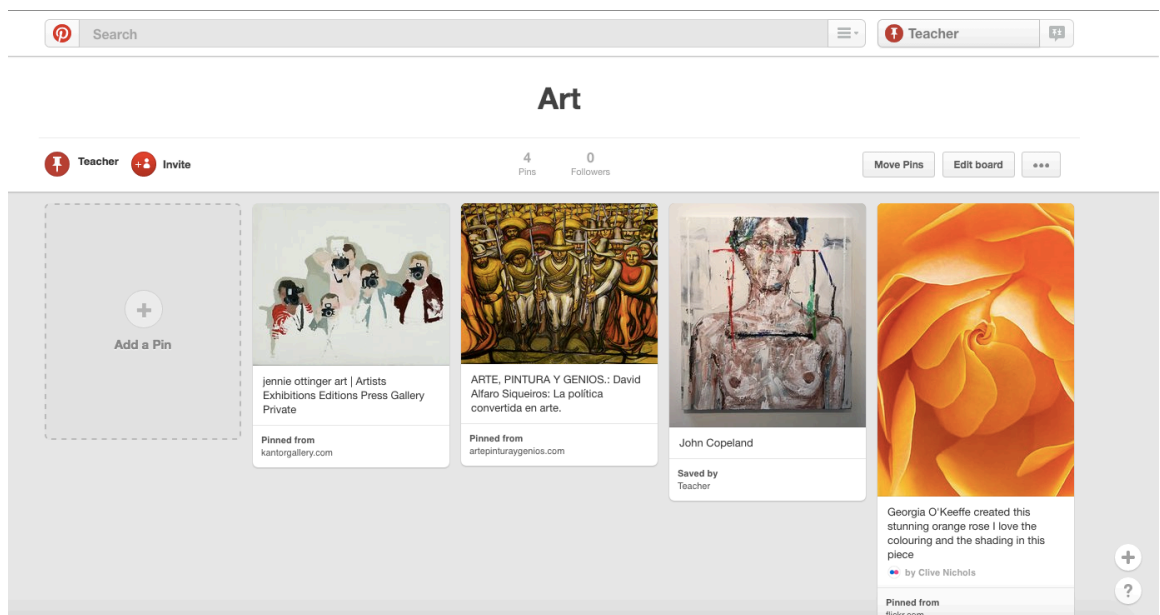 Search
Teacher
Art
Teacher
Invite
4
Pins
0
Followers
Move Pins
Edit board
Add a Pin
jennie ottinger art | Artists
Exhibitions Editions Press Gallery
Private
Pinned from
kantorgallery.com
ARTE, PINTURA Y GENIOS.: David
Alfaro Siqueiros: La política
convertida en arte.
Pinned from
artepinturaygenios.com
John Copeland
Saved by
Teacher
Georgia O'Keeffe created this
stunning orange rose I love the
colouring and the shading in this
piece
by Clive Nichols
Pinned from
flickr.com
?